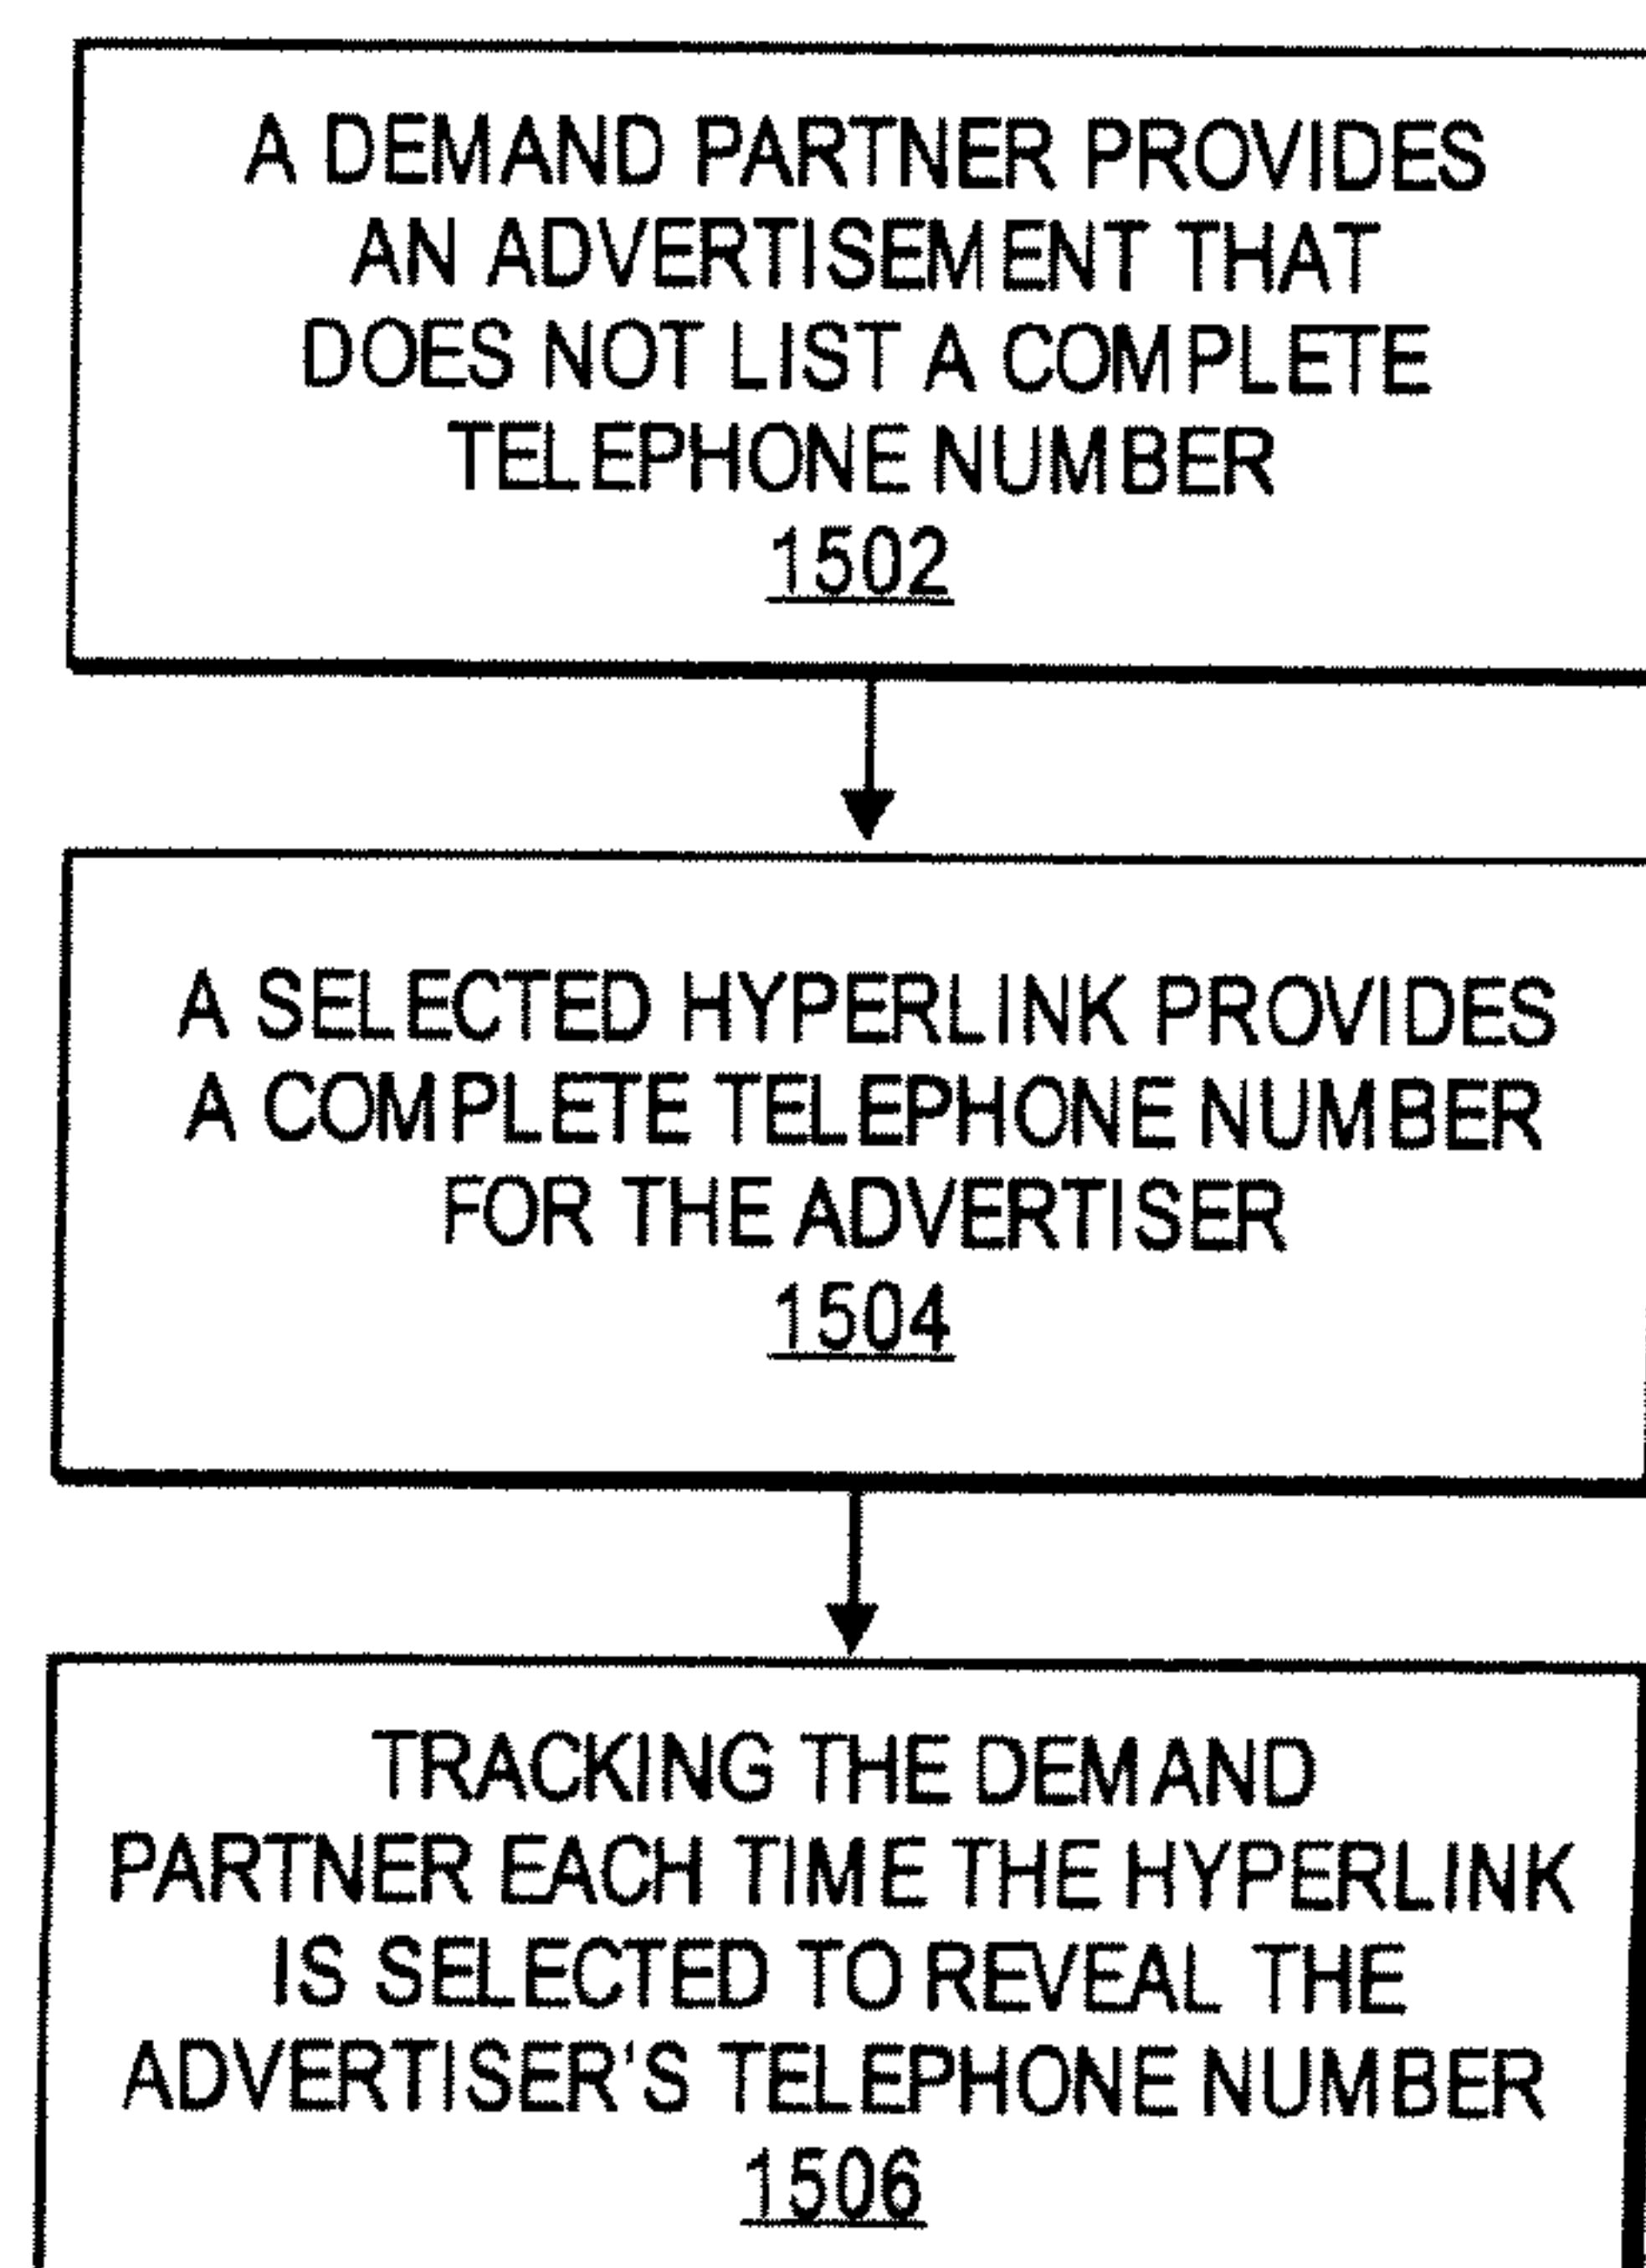 A DEMAND PARTNER PROVIDES
AN ADVERTISEMENT THAT
DOES NOT LIST A COMPLETE
TELEPHONE NUMBER
1502
A SELECTED HYPERLINK PROVIDES
A COMPLETE TELEPHONE NUMBER
FOR THE ADVERTISER
1504
TRACKING THE DEMAND
PARTNER EACH TIME THE HYPERLINK
IS SELECTED TO REVEAL THE
ADVERTISER'S TELEPHONE NUMBER
1506